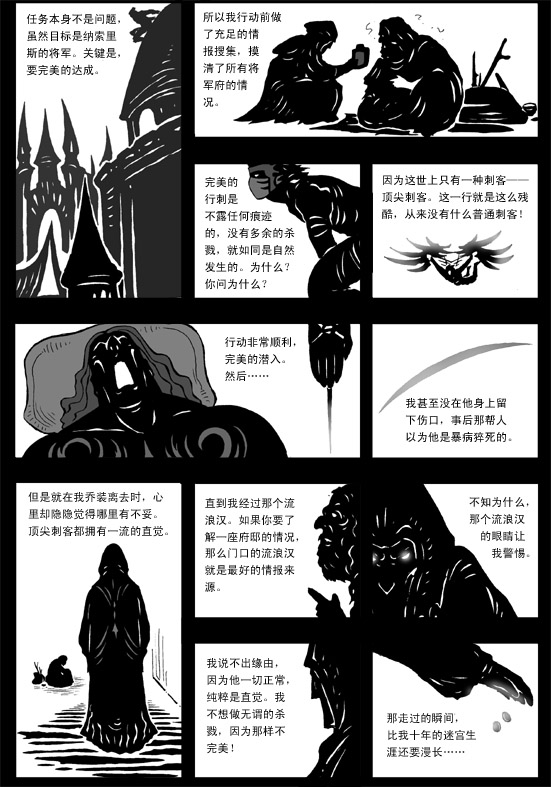 任务本身不是问题，
虽然目标是纳索里
斯的将军。关键是，
要完美的达成。
所以我行动前做
了充足的情
报搜集，摸
清了所有将
军府的情
况。
完美的
行刺是
不露任何痕迹
的，没有多余的杀
戮，就如同是自然
发生的。为什么？
你问为什么？
因为这世上只有一种刺客——
顶尖刺客。这一行就是这么残
酷，从来没有什么普通刺客！
行动非常顺利，
完美的潜入。
然后……
我甚至没在他身上留
下伤口，事后那帮人
以为他是暴病猝死的。
但是就在我乔装离去时，心
里却隐隐觉得哪里有不妥。
顶尖刺客都拥有一流的直觉。
直到我经过那个流
浪汉。如果你要了
解一座府邸的情况，
那么门口的流浪汉
就是最好的情报来
源。
不知为什么，
那个流浪汉
的眼睛让
我警惕。
我说不出缘由，
因为他一切正常，
纯粹是直觉。我
不想做无谓的杀
戮，因为那样不
完美！
那走过的瞬间，
比我十年的迷宫生
涯还要漫长……